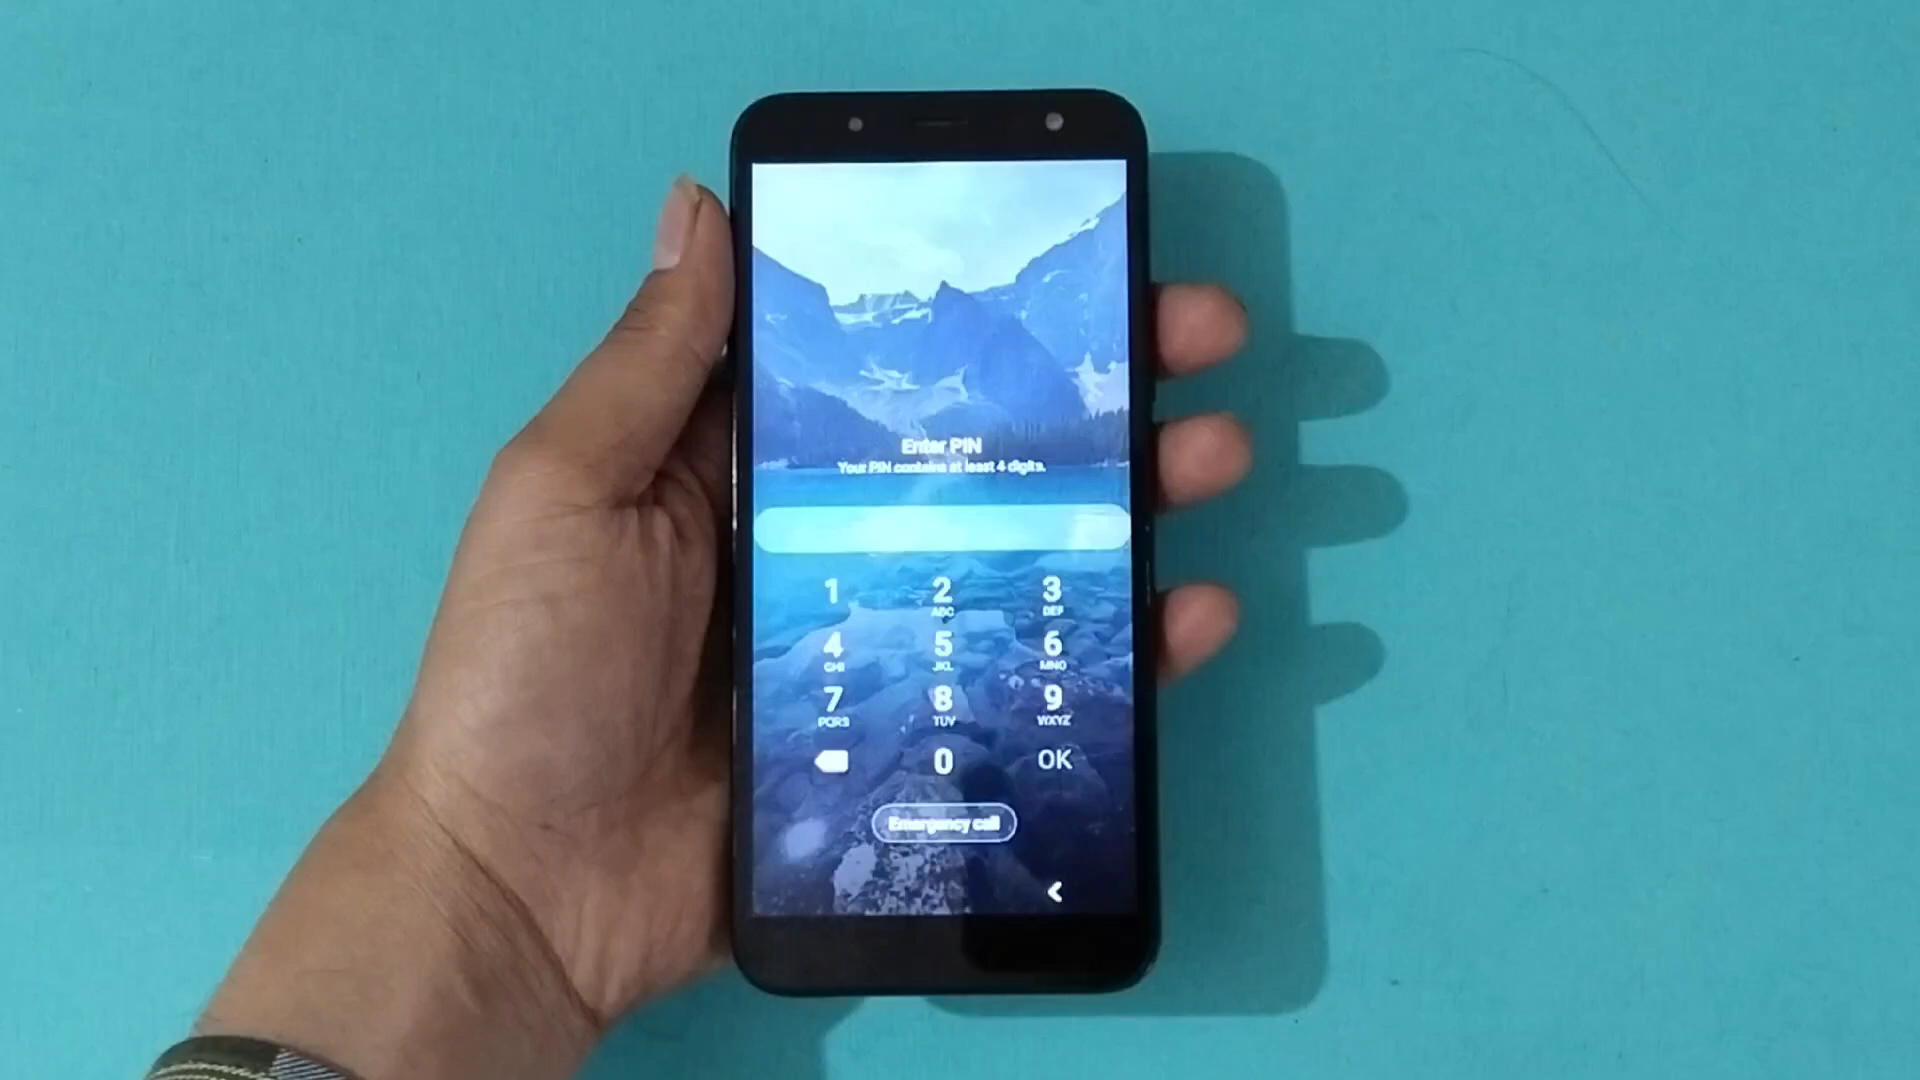 Enter PIN
Your PIN contains at least 4 digits.
1 2 3
ABC DEF
4 5 6
GHI JKL MNO
7 8 9
PQRS TUV WXYZ
0 OK
Emergency call